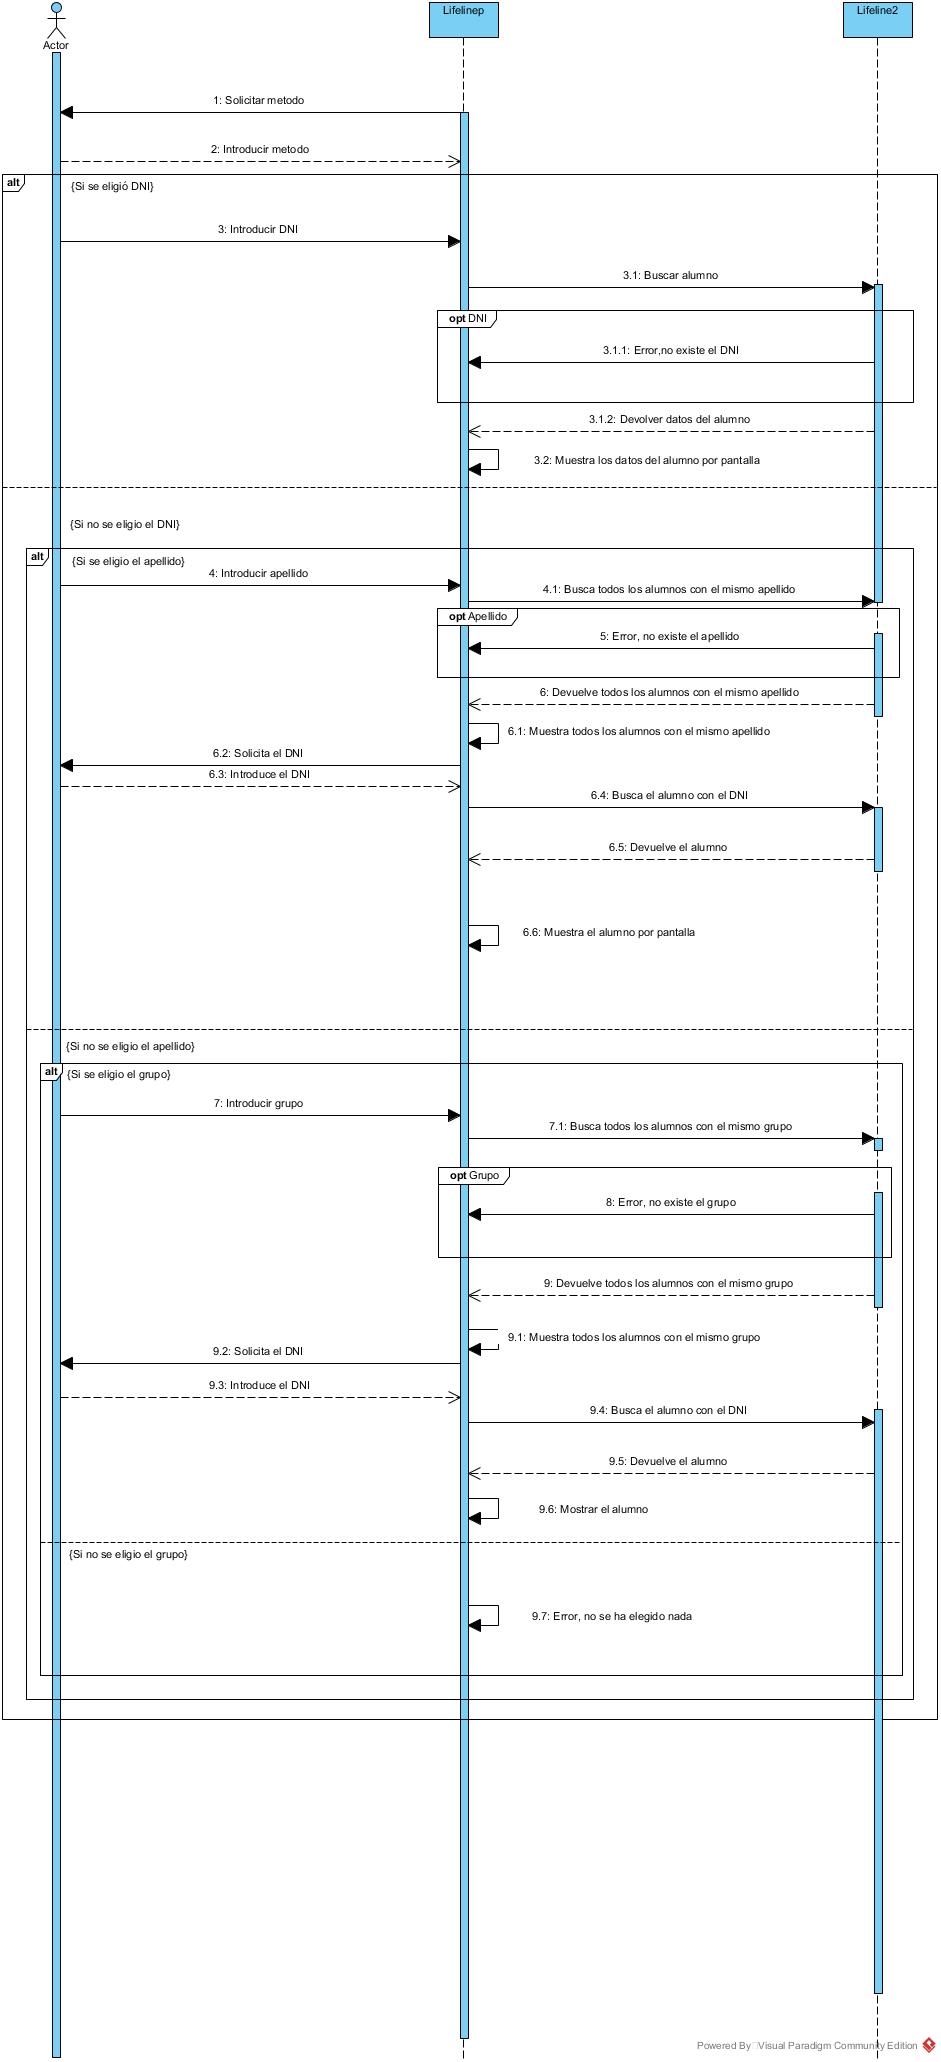 Lifelinep
Lifeline2
Actor
1: Solicitar metodo
2: Introducir metodo
alt
{Si se eligió DNI}
3: Introducir DNI
3.1: Buscar alumno
opt DNI
3.1.1: Error,no existe el DNI
3.1.2: Devolver datos del alumno
3.2: Muestra los datos del alumno por pantalla
{Si no se eligio el DNI}
alt
{Si se eligio el apellido}
4: Introducir apellido
4.1: Busca todos los alumnos con el mismo apellido
opt Apellido
5: Error, no existe el apellido
6: Devuelve todos los alumnos con el mismo apellido
6.1: Muestra todos los alumnos con el mismo apellido
6.2: Solicita el DNI
6.3: Introduce el DNI
6.4: Busca el alumno con el DNI
6.5: Devuelve el alumno
6.6: Muestra el alumno por pantalla
{Si no se eligio el apellido}
alt
{Si se eligio el grupo}
7: Introducir grupo
7.1: Busca todos los alumnos con el mismo grupo
opt Grupo
8: Error, no existe el grupo
9: Devuelve todos los alumnos con el mismo grupo
9.1: Muestra todos los alumnos con el mismo grupo
9.2: Solicita el DNI
9.3: Introduce el DNI
9.4: Busca el alumno con el DNI
9.5: Devuelve el alumno
9.6: Mostrar el alumno
{Si no se eligio el grupo}
9.7: Error, no se ha elegido nada
Powered By Visual Paradigm Community Edition